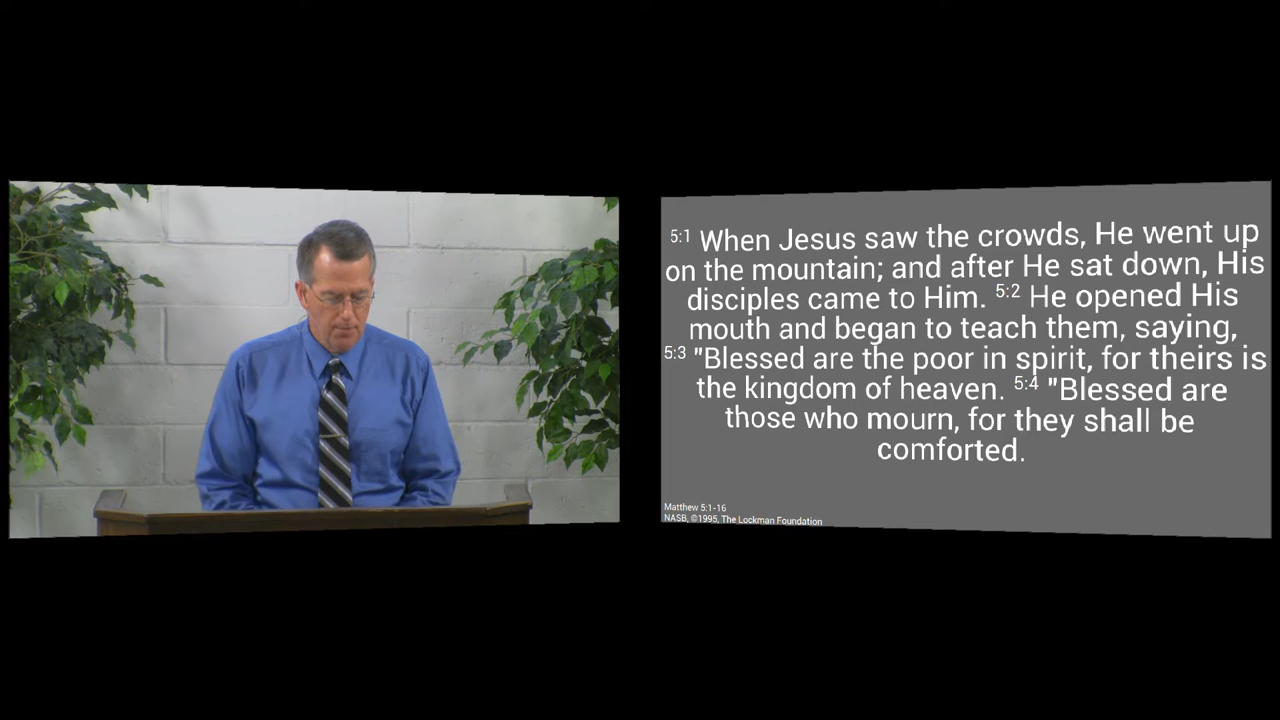 5:1 When Jesus saw the crowds, He went up
on the mountain; and after He sat down, His
disciples came to Him. 5:2 He opened His
mouth and began to teach them, saying,
5:3 "Blessed are the poor in spirit, for theirs is
the kingdom of heaven. 5:4 "Blessed are
those who mourn, for they shall be
comforted.
Matthew 5:1-16
NASB, ©1995, The Lockman Foundation